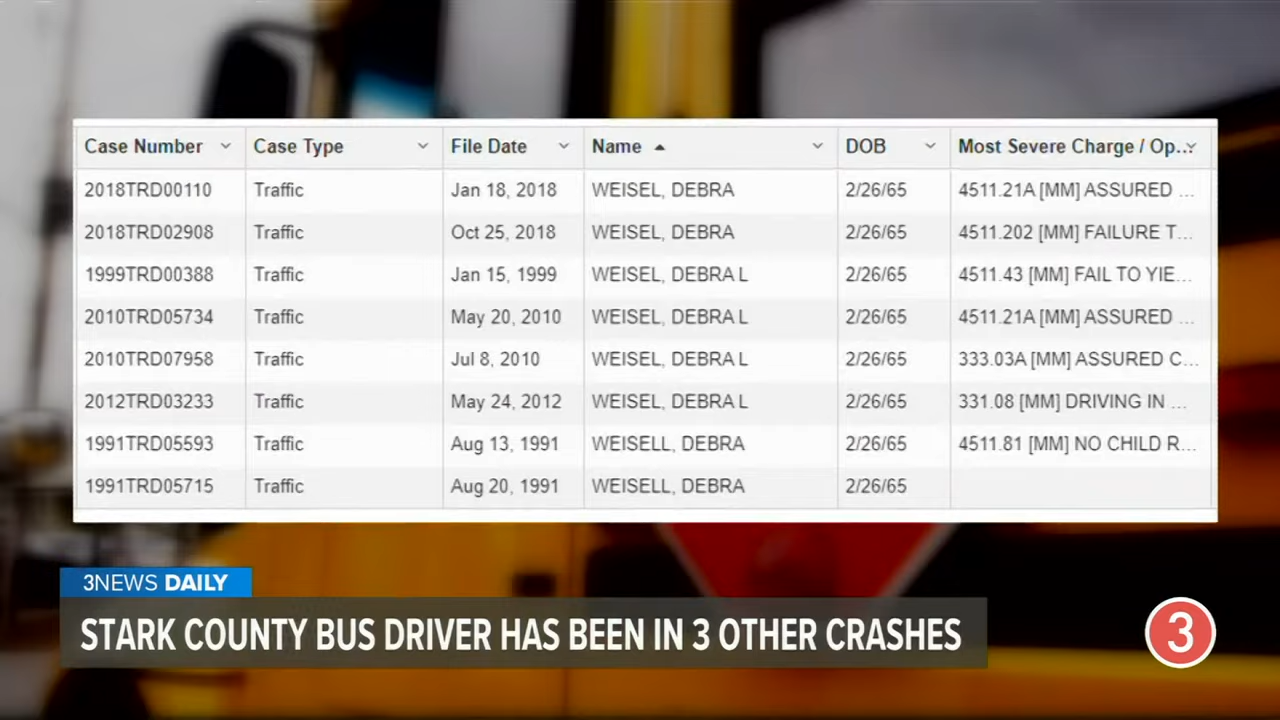 Case Number Case Type File Date Name DOB Most Severe Charge / Op...
2018TRD00110 Traffic Jan 18, 2018 WEISEL, DEBRA 2/26/65 4511.21A [MM] ASSURED ...
2018TRD02908 Traffic Oct 25, 2018 WEISEL, DEBRA 2/26/65 4511.202 [MM] FAILURE T...
1999TRD00388 Traffic Jan 15, 1999 WEISEL, DEBRA L 2/26/65 4511.43 [MM] FAIL TO YIE...
2010TRD05734 Traffic May 20, 2010 WEISEL, DEBRA L 2/26/65 4511.21A [MM] ASSURED ...
2010TRD07958 Traffic Jul 8, 2010 WEISEL, DEBRA L 2/26/65 333.03A [MM] ASSURED C...
2012TRD03233 Traffic May 24, 2012 WEISEL, DEBRA L 2/26/65 331.08 [MM] DRIVING IN ...
1991TRD05593 Traffic Aug 13, 1991 WEISELL, DEBRA 2/26/65 4511.81 [MM] NO CHILD R...
1991TRD05715 Traffic Aug 20, 1991 WEISELL, DEBRA 2/26/65
3NEWS DAILY
STARK COUNTY BUS DRIVER HAS BEEN IN 3 OTHER CRASHES
3